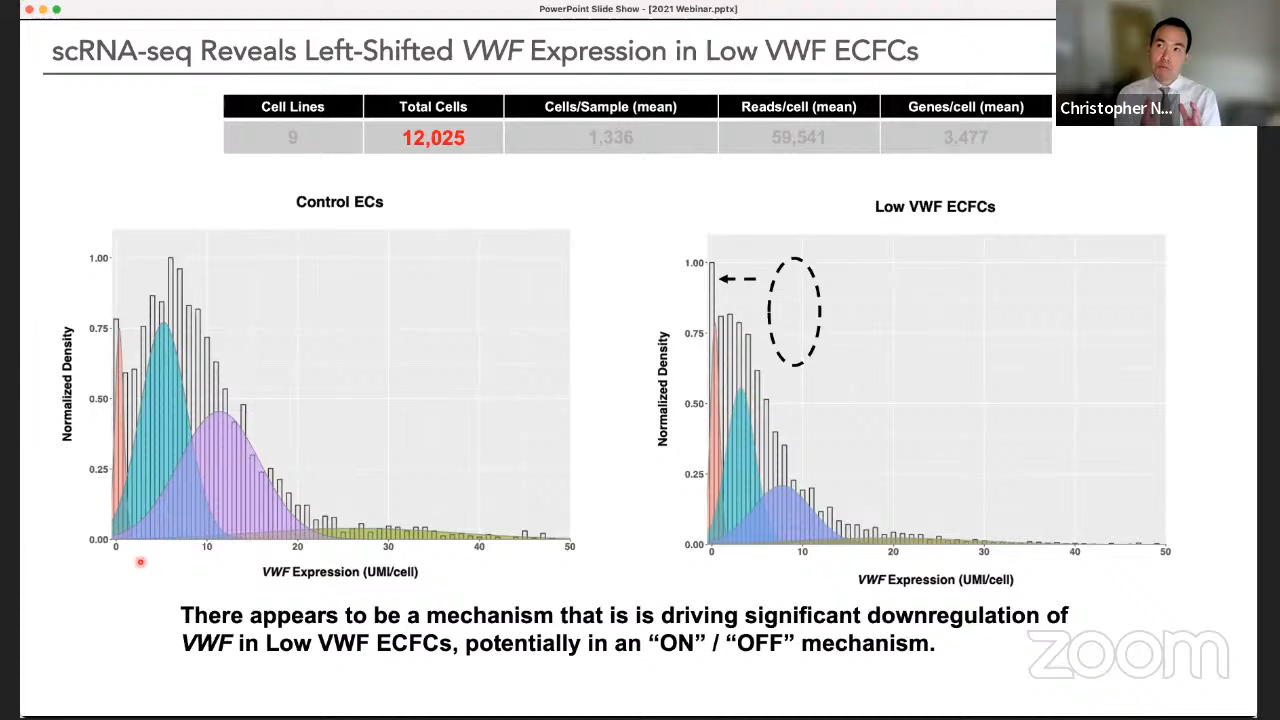 PowerPoint Slide Show - [2021 Webinar.pptx]
scRNA-seq Reveals Left-Shifted VWF Expression in Low VWF ECFCs
Christopher N...
Cell Lines Total Cells Cells/Sample (mean) Reads/cell (mean) Genes/cell (mean)
9 12,025 1,336 59,541 3,477
Control ECs
Normalized Density
1.00
0.75
0.50
0.25
0.00
0 10 20 30 40 50
VWF Expression (UMI/cell)
Low VWF ECFCs
Normalized Density
1.00
0.75
0.50
0.25
0.00
0 10 20 30 40 50
VWF Expression (UMI/cell)
There appears to be a mechanism that is is driving significant downregulation of
VWF in Low VWF ECFCs, potentially in an “ON” / “OFF” mechanism.
zoom